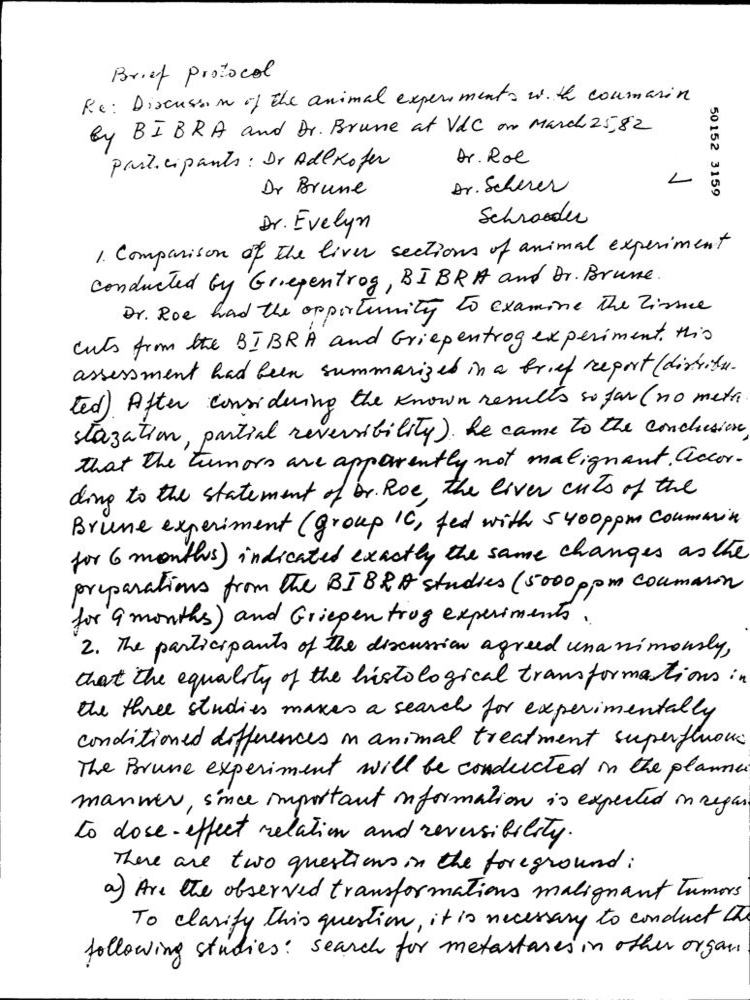 Brief protocol
Re: Discussion of the animal experiments with coumarin
by BIBRA and Dr. Brune at VdC on March 25, 82
participants: Dr Adlkofer Dr. Roe
Dr Brune Dr. Scherer
Dr. Evelyn Schroeder
50152 3159
1. Comparison of the liver sections of animal experiment
conducted by Griepentrog, BIBRA and Dr. Brune.
Dr. Roe had the opportunity to examine the tissue
cuts from the BIBRA and Griepentrog experiment. His
assessment had been summarized in a brief report (distribu-
ted). After considering the known results so far (no meta
stazation, partial reversibility) he came to the conclusion,
that the tumors are apparently not malignant. Accor-
ding to the statement of Dr. Roe, the liver cuts of the
Brune experiment (group 1C, fed with 5400ppm coumarin
for 6 months) indicated exactly the same changes as the
preparations from the BIBRA studies (5000ppm coumarin
for 9 months) and Griepentrog experiments.
2. The participants of the discussion agreed unanimously,
that the equality of the histological transformations in
the three studies makes a search for experimentally
conditioned differences in animal treatment superfluous
The Brune experiment will be conducted in the planned
manner, since important information is expected in regar
to dose-effect relation and reversibility.
There are two questions in the foreground:
a) Are the observed transformations malignant tumors
To clarify this question, it is necessary to conduct the
following studies: search for metastases in other organ